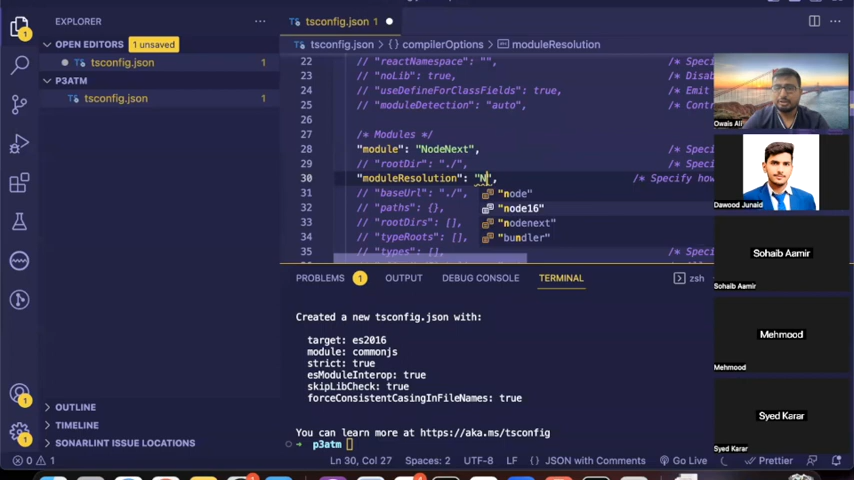 EXPLORER
OPEN EDITORS 1 unsaved
tsconfig.json 1
P3ATM
tsconfig.json 1
OUTLINE
TIMELINE
SONARLINT ISSUE LOCATIONS
tsconfig.json 1
tsconfig.json > {} compilerOptions > moduleResolution
22 // "reactNamespace": "", /* Speci
23 // "noLib": true, /* Disab
24 // "useDefineForClassFields": true, /* Emit
25 // "moduleDetection": "auto", /* Contr
26
27 /* Modules */
28 "module": "NodeNext", /* Speci
29 // "rootDir": "./", /* Speci
30 "moduleResolution": "N", /* Specify how
31 // "baseUrl": "./",
32 // "paths": {},
33 // "rootDirs": [],
34 // "typeRoots": [],
35 // "types": [], /* Speci
"node"
"node16"
"nodenext"
"bundler"
PROBLEMS 1 OUTPUT DEBUG CONSOLE TERMINAL zsh
Created a new tsconfig.json with:
target: es2016
module: commonjs
strict: true
esModuleInterop: true
skipLibCheck: true
forceConsistentCasingInFileNames: true
You can learn more at https://aka.ms/tsconfig
→ p3atm
Owais Ali
Dawood Junaid
Sohaib Aamir
Sohaib Aamir
Mehmood
Mehmood
Syed Karar
Syed Karar
0 1 Ln 30, Col 27 Spaces: 2 UTF-8 LF {} JSON with Comments Go Live Prettier